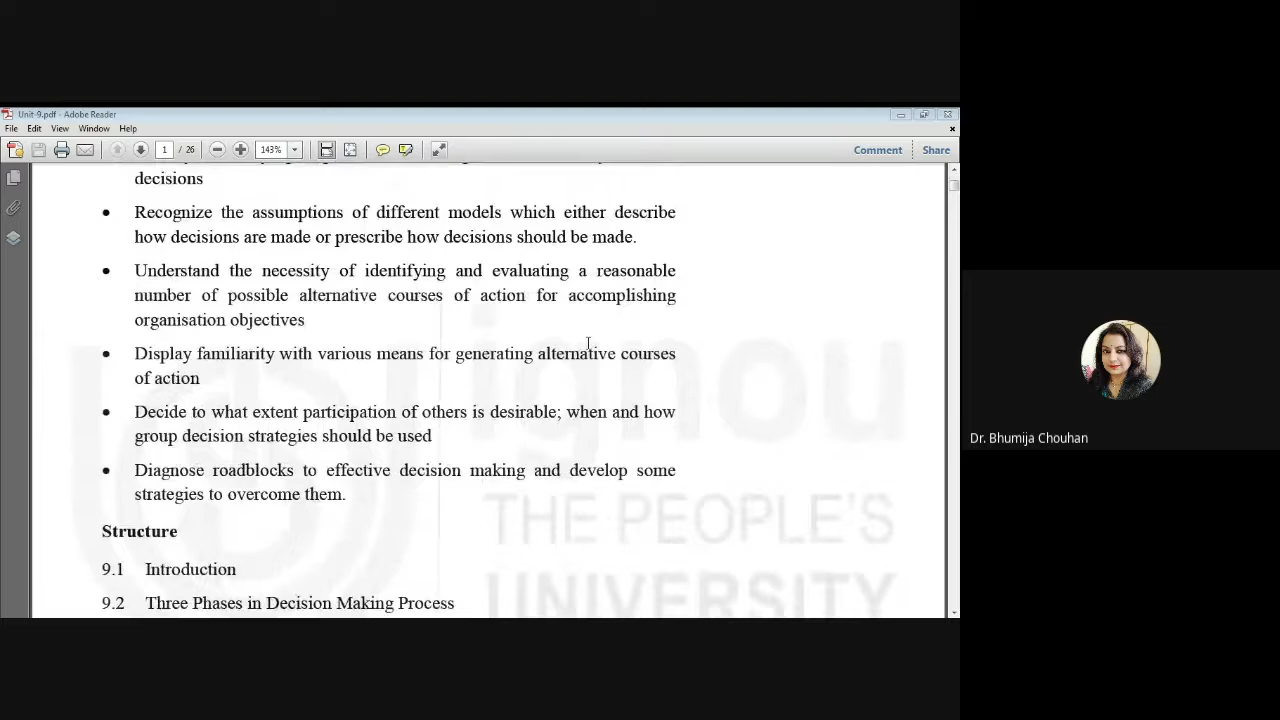 Unit-9.pdf - Adobe Reader
File Edit View Window Help
1 / 26 143% Comment Share
decisions
• Recognize the assumptions of different models which either describe
how decisions are made or prescribe how decisions should be made.
• Understand the necessity of identifying and evaluating a reasonable
number of possible alternative courses of action for accomplishing
organisation objectives
• Display familiarity with various means for generating alternative courses
of action
• Decide to what extent participation of others is desirable; when and how
group decision strategies should be used
• Diagnose roadblocks to effective decision making and develop some
strategies to overcome them.
Structure
9.1 Introduction
9.2 Three Phases in Decision Making Process
ignou
THE PEOPLE'S
UNIVERSITY
Dr. Bhumija Chouhan